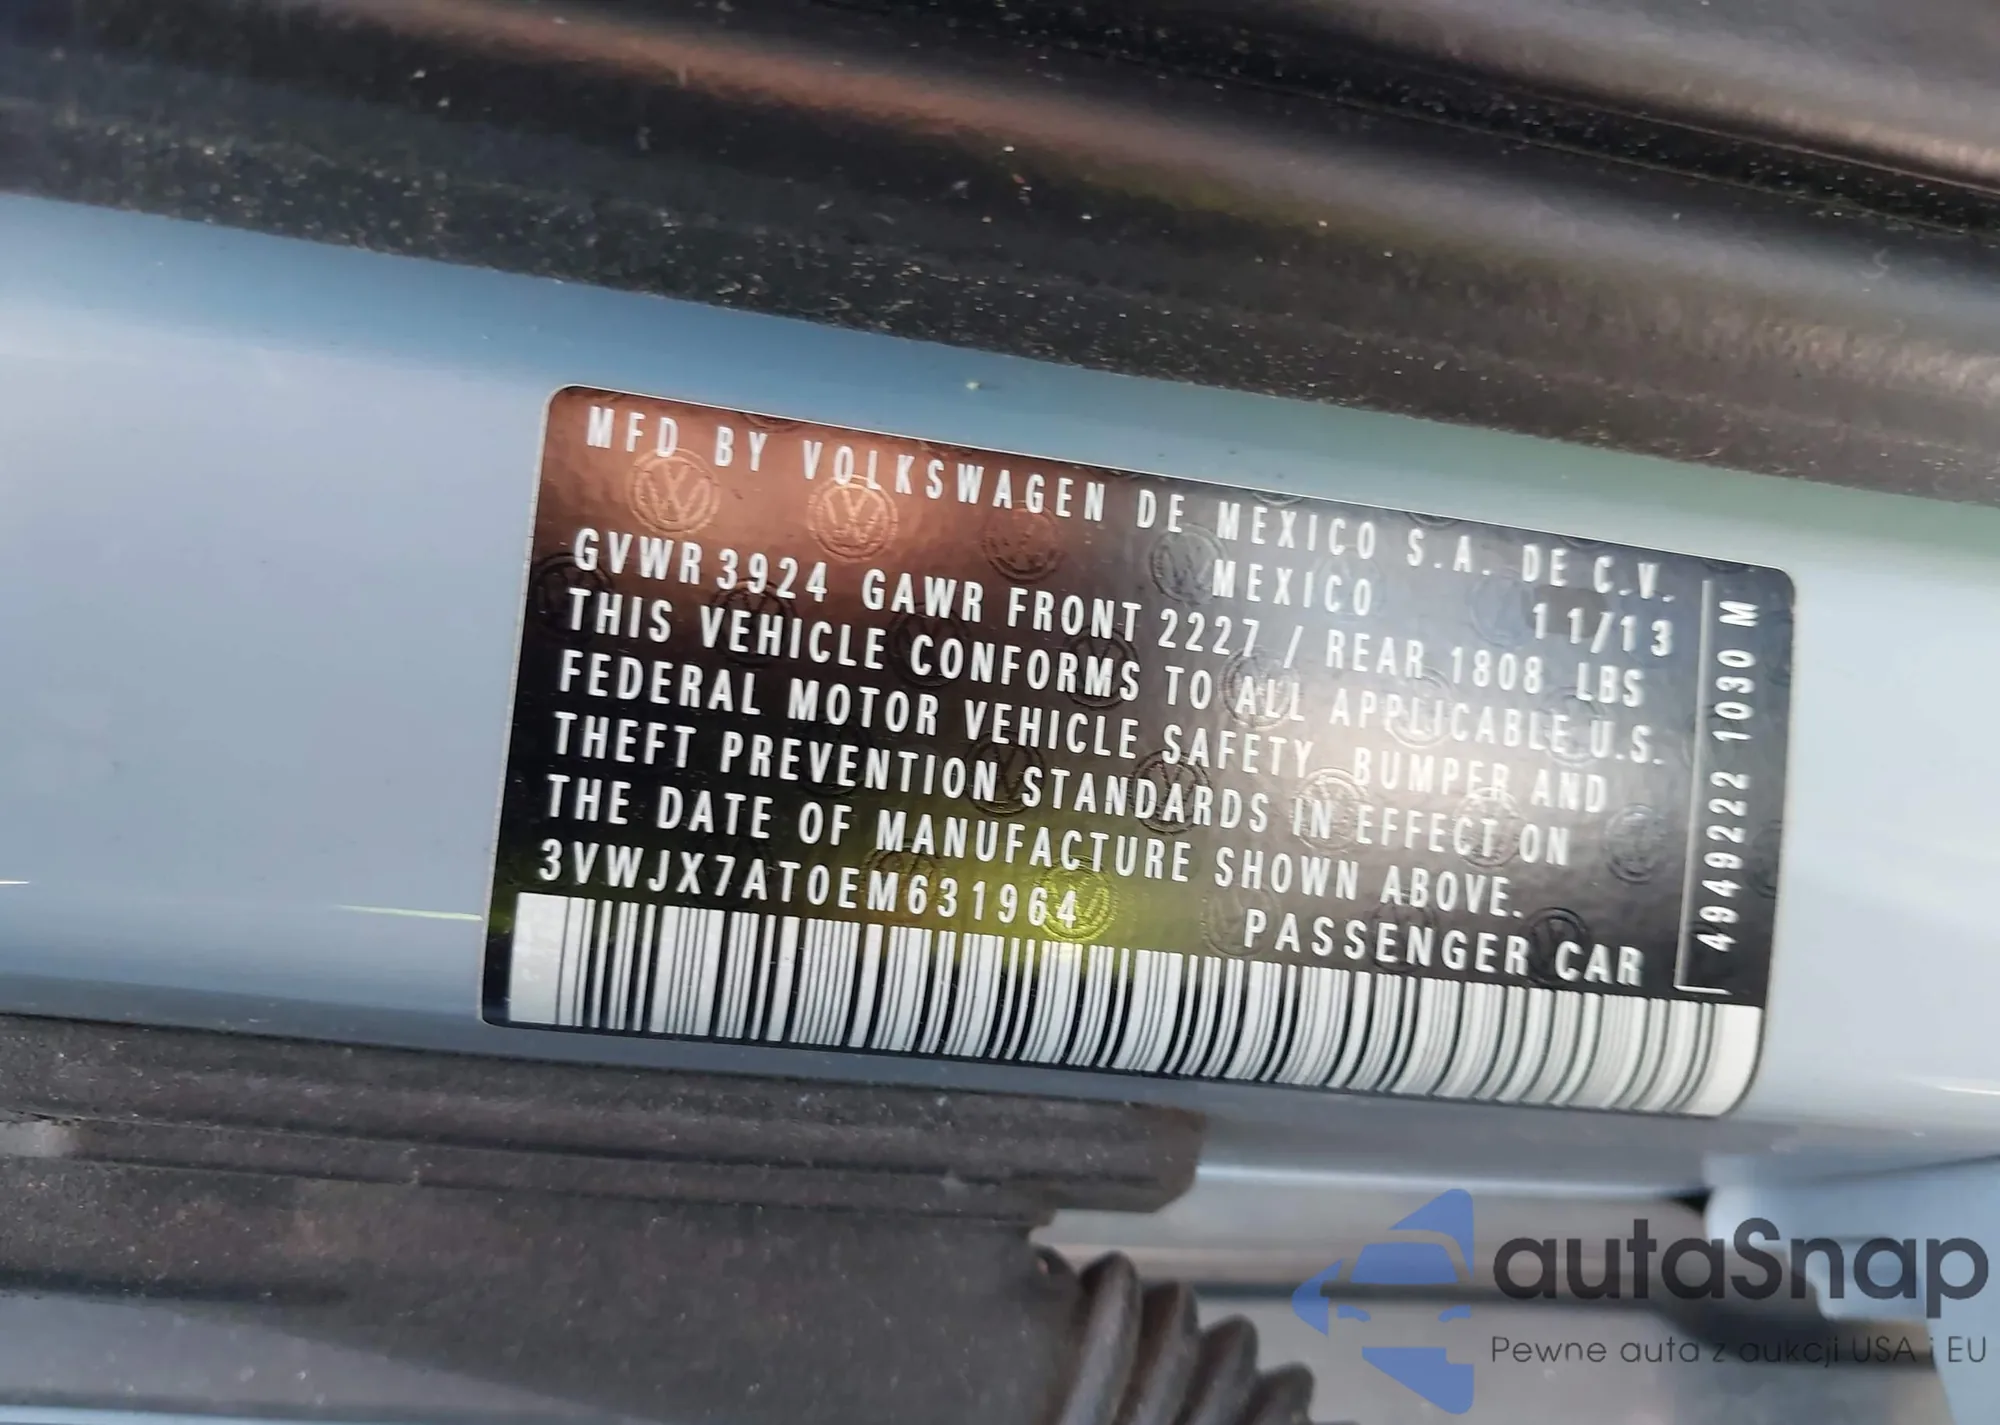 MFD BY VOLKSWAGEN DE MEXICO S.A. DE C.V.
MEXICO 11/13
GVWR 3924 GAWR FRONT 2227 / REAR 1808 LBS
THIS VEHICLE CONFORMS TO ALL APPLICABLE U.S.
FEDERAL MOTOR VEHICLE SAFETY, BUMPER AND
THEFT PREVENTION STANDARDS IN EFFECT ON
THE DATE OF MANUFACTURE SHOWN ABOVE.
3VWJX7AT0EM631964 PASSENGER CAR
4949222 1030 M
autaSnap
Pewne auta z aukcji USA i EU